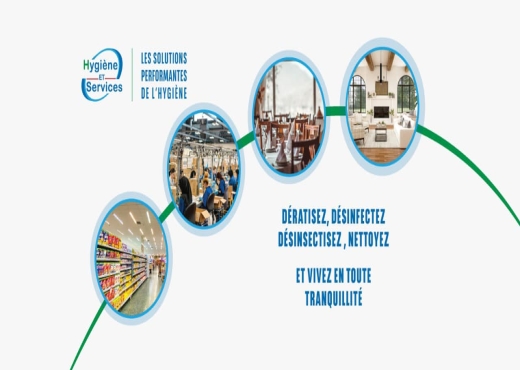 Hygiène
ET
Services
LES SOLUTIONS
PERFORMANTES
DE L'HYGIÈNE
DÉRATISEZ, DÉSINFECTEZ
DÉSINSECTISEZ , NETTOYEZ
ET VIVEZ EN TOUTE
TRANQUILLITÉ